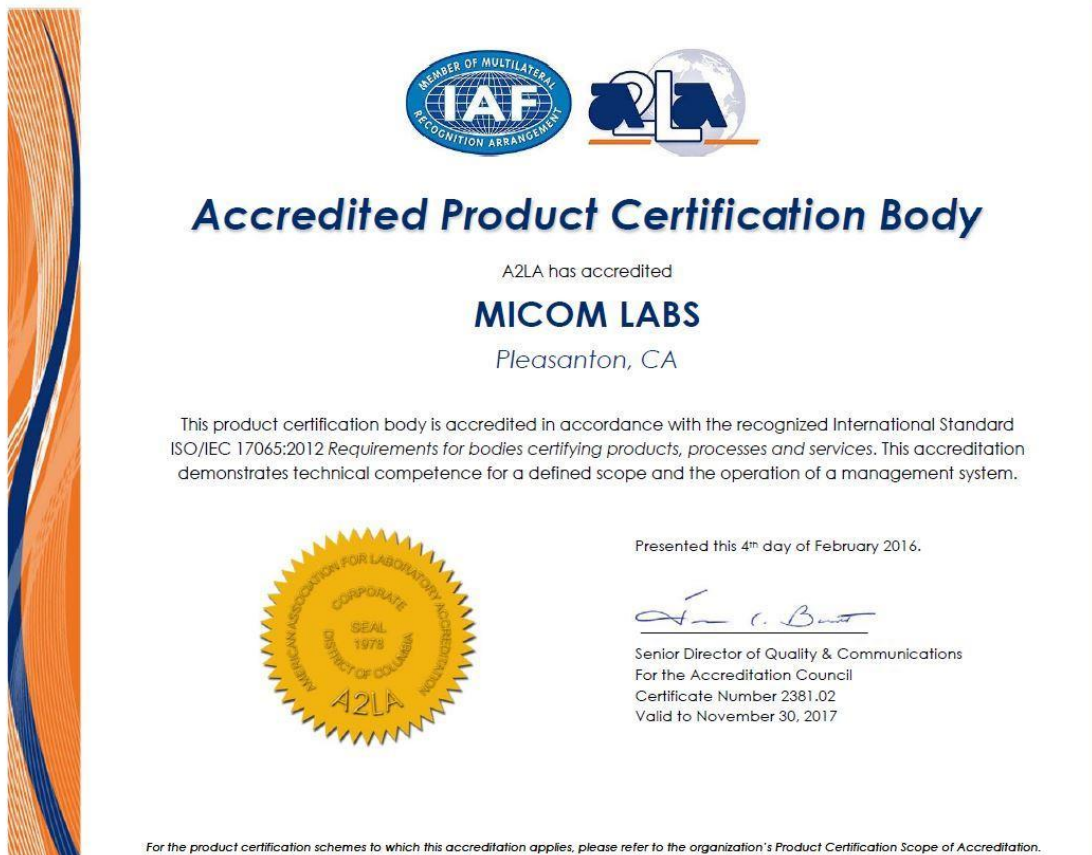 MEMBER OF MULTILATERAL
IAF
RECOGNITION ARRANGEMENT
a2la
Accredited Product Certification Body
A2LA has accredited
MICOM LABS
Pleasanton, CA
This product certification body is accredited in accordance with the recognized International Standard
ISO/IEC 17065:2012 Requirements for bodies certifying products, processes and services. This accreditation
demonstrates technical competence for a defined scope and the operation of a management system.
AMERICAN ASSOCIATION FOR LABORATORY ACCREDITATION
CORPORATE
SEAL
1978
DISTRICT OF COLUMBIA
A2LA
Presented this 4th day of February 2016.
Senior Director of Quality & Communications
For the Accreditation Council
Certificate Number 2381.02
Valid to November 30, 2017
For the product certification schemes to which this accreditation applies, please refer to the organization's Product Certification Scope of Accreditation.